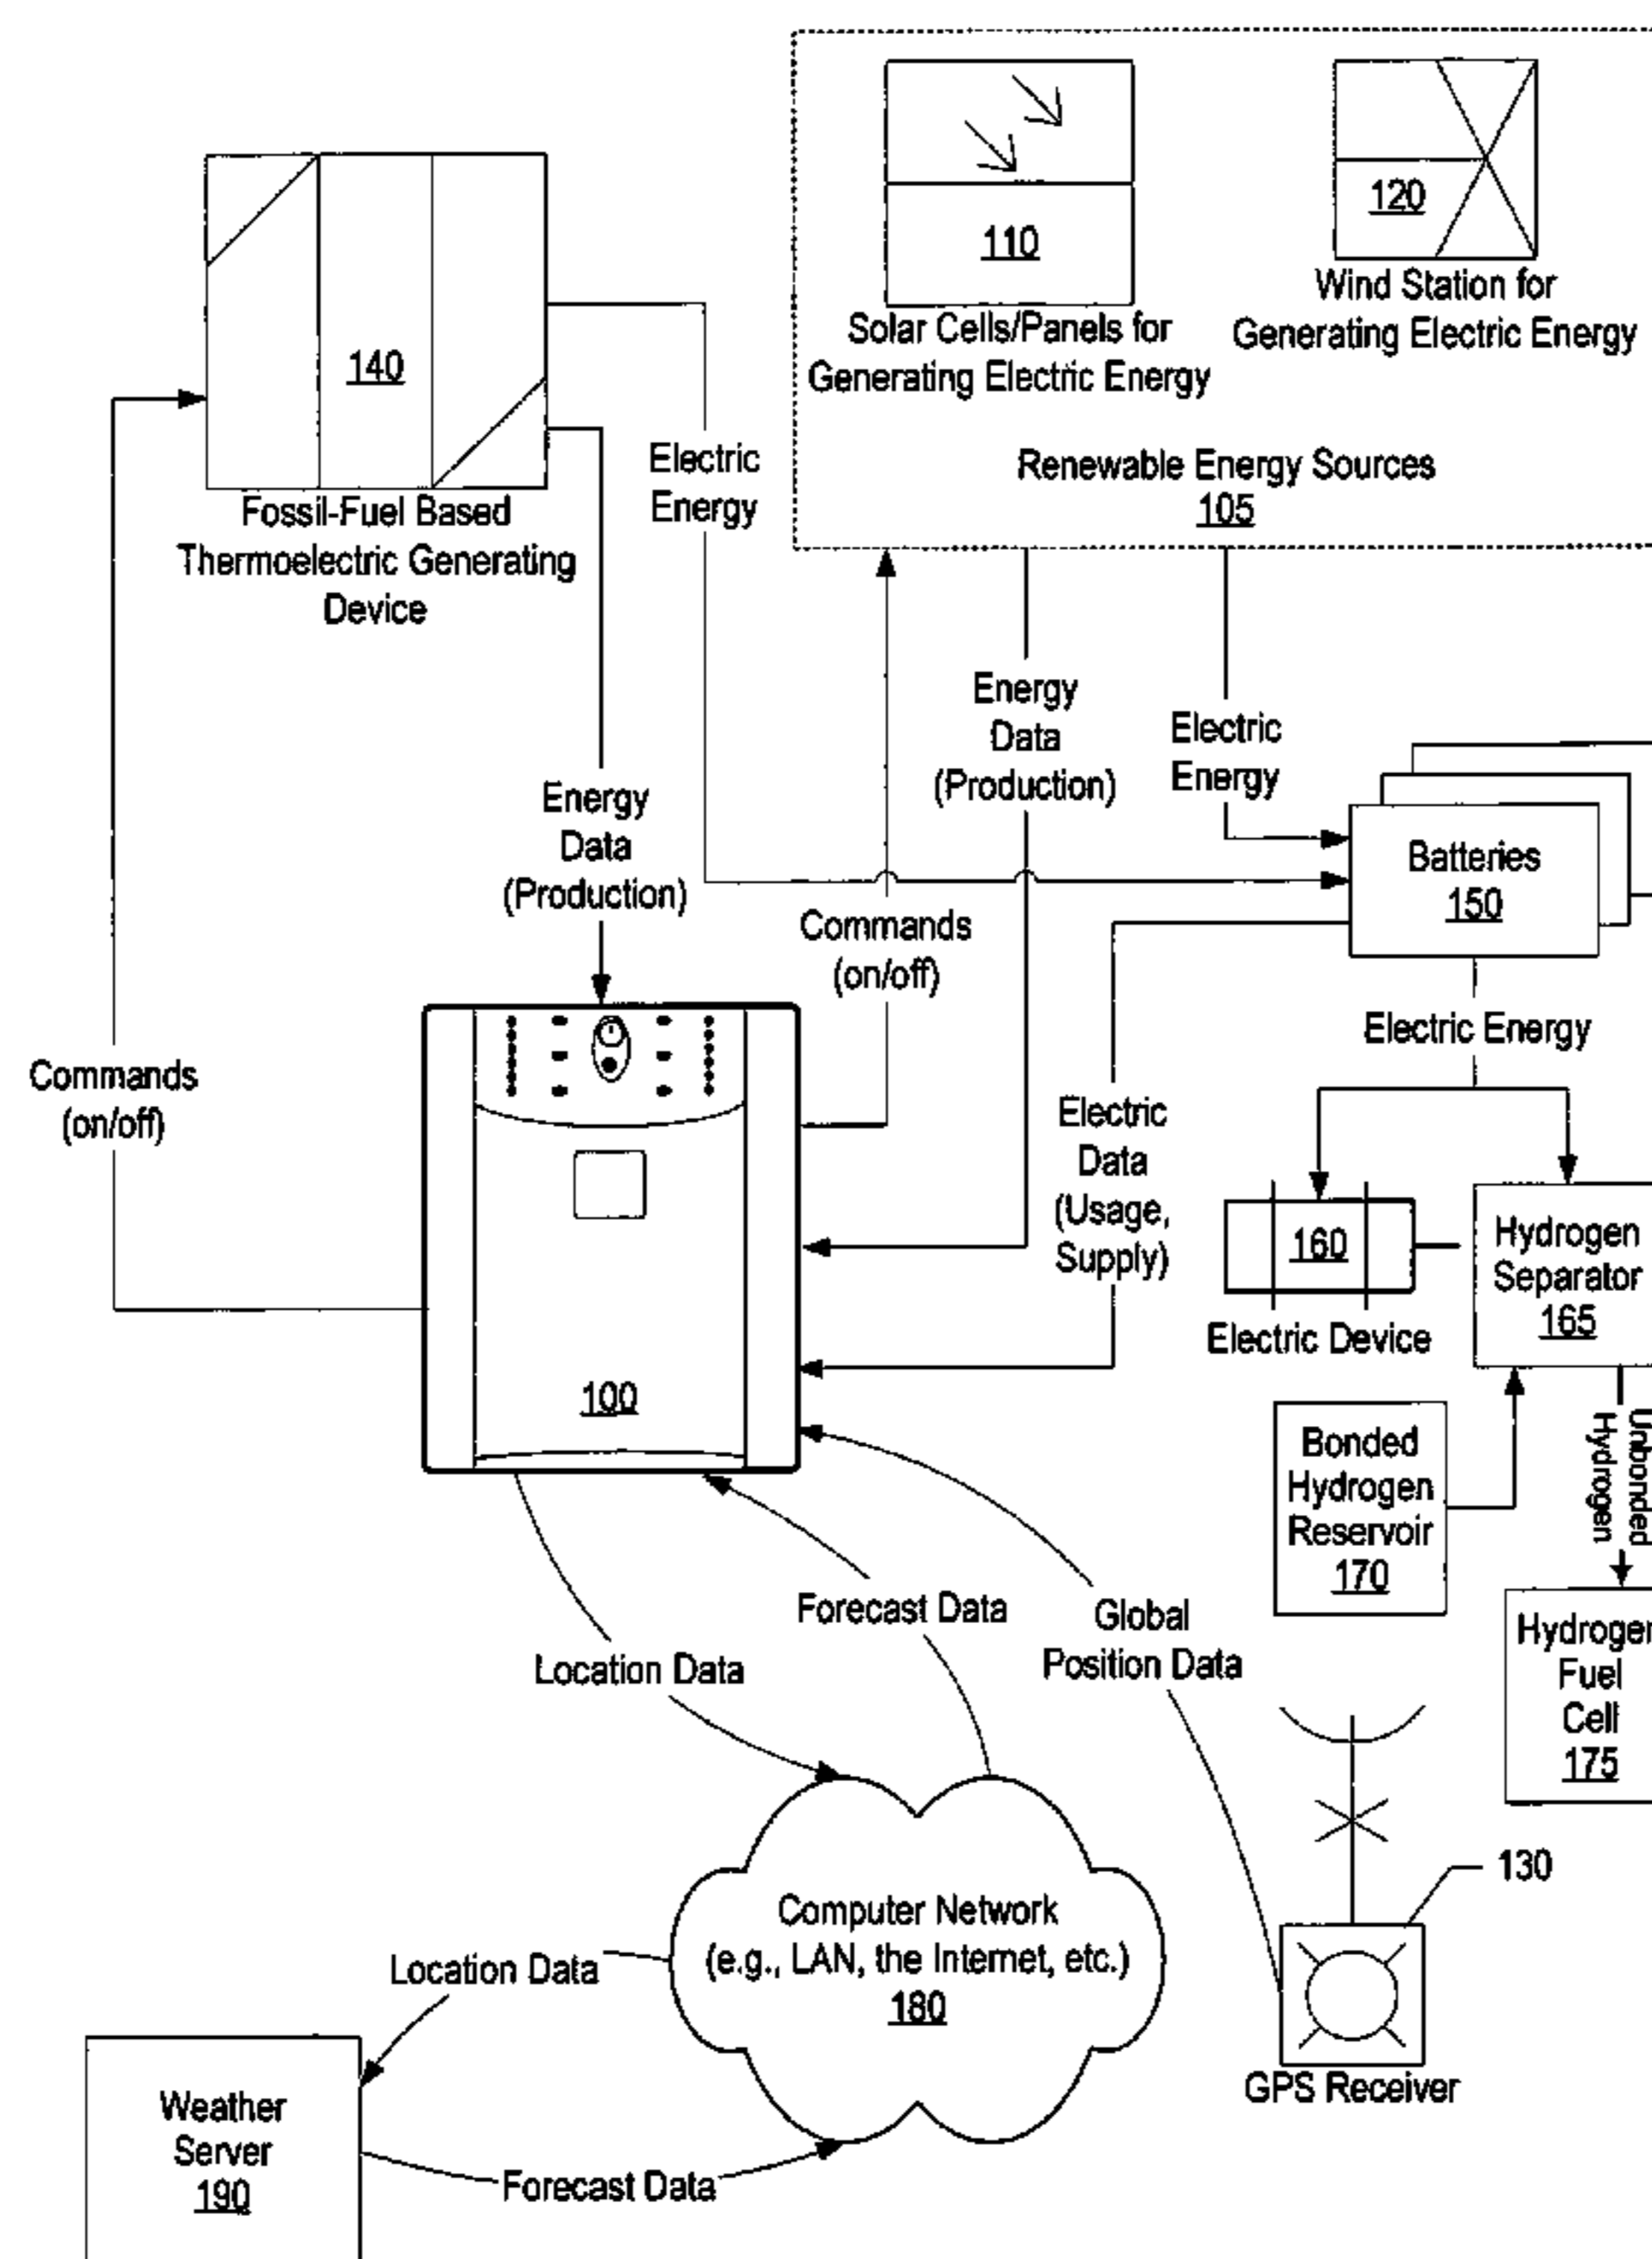 110
120
Solar Cells/Panels for
Generating Electric Energy
Wind Station for
Generating Electric Energy
Renewable Energy Sources
105
140
Fossil-Fuel Based
Thermoelectric Generating
Device
Electric
Energy
Energy
Data
(Production)
Energy
Data
(Production)
Electric
Energy
Batteries
150
Commands
(on/off)
Commands
(on/off)
Electric Energy
Electric
Data
(Usage,
Supply)
160
Electric Device
Hydrogen
Separator
165
100
Bonded
Hydrogen
Reservoir
170
Unbonded
Hydrogen
Hydrogen
Fuel
Cell
175
Forecast Data
Location Data
Global
Position Data
130
GPS Receiver
Computer Network
(e.g., LAN, the Internet, etc.)
180
Location Data
Weather
Server
190
Forecast Data